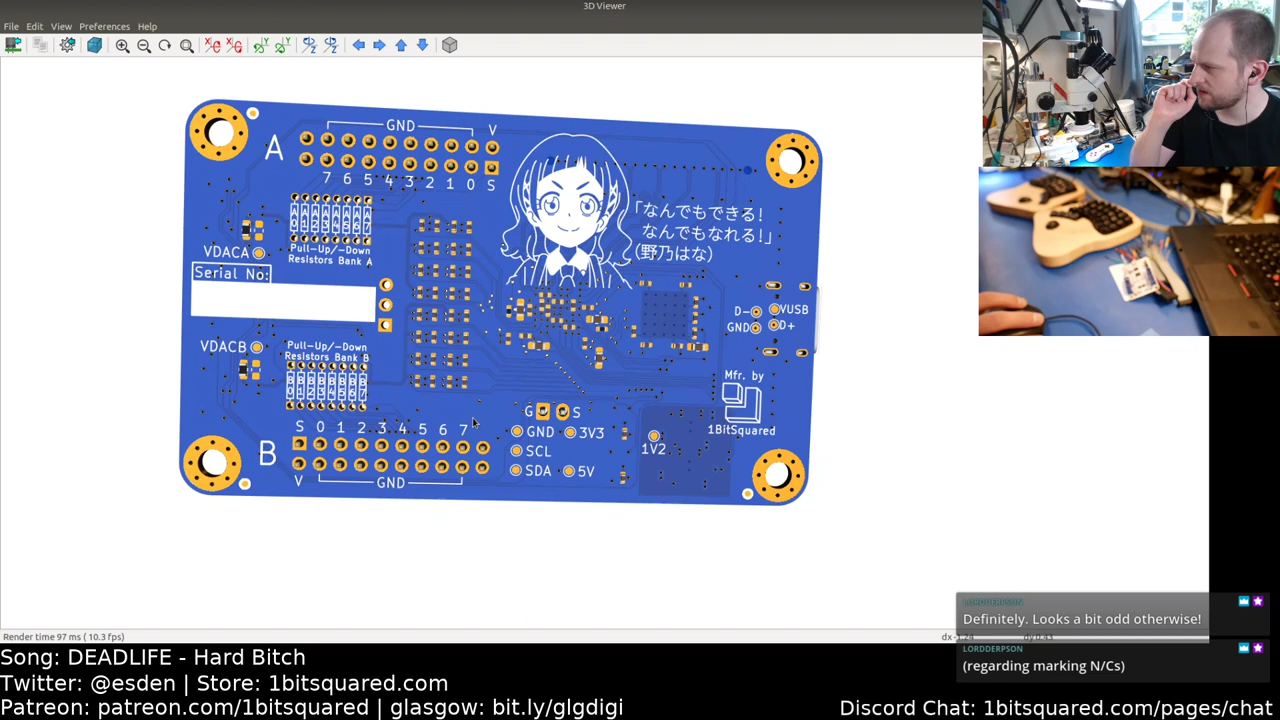 3D Viewer
File Edit View Preferences Help
A
GND
V
7 6 5 4 3 2 1 0 S
「なんでもできる!
なんでもなれる!」
(野乃はな)
Pull-Up/-Down
Resistors Bank A
VDACA
Serial No:
D-
VUSB
GND
D+
VDACB
Pull-Up/-Down
Resistors Bank B
Mfr. by
1BitSquared
G S
GND 3V3
SCL
SDA 5V
1V2
S 0 1 2 3 4 5 6 7
B
V
GND
LORDDERPSON
Definitely. Looks a bit odd otherwise!
LORDDERPSON
(regarding marking N/Cs)
Render time 97 ms ( 10.3 fps)
Song: DEADLIFE - Hard Bitch
Twitter: @esden | Store: 1bitsquared.com
Patreon: patreon.com/1bitsquared | glasgow: bit.ly/glgdigi
Discord Chat: 1bitsquared.com/pages/chat